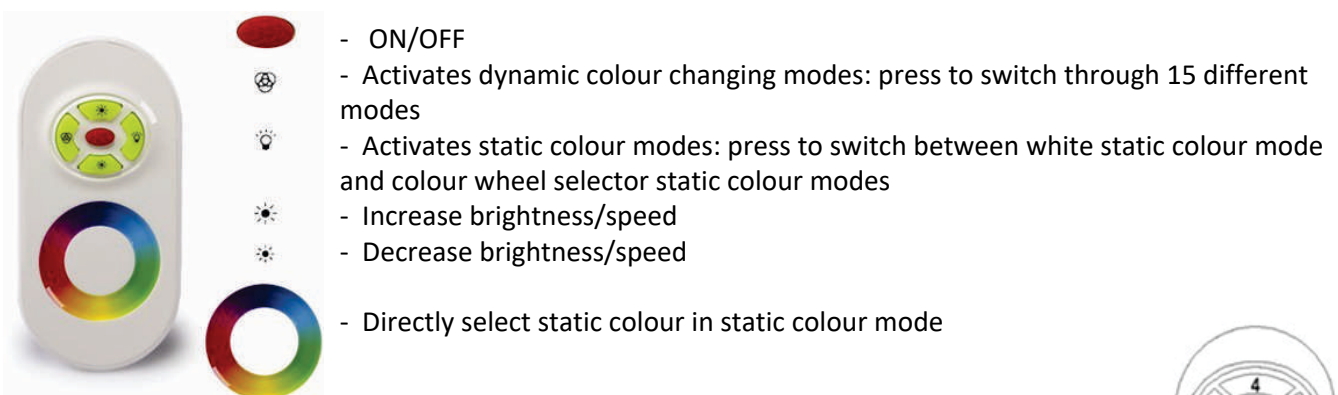 - ON/OFF
- Activates dynamic colour changing modes: press to switch through 15 different
modes
- Activates static colour modes: press to switch between white static colour mode
and colour wheel selector static colour modes
- Increase brightness/speed
- Decrease brightness/speed
- Directly select static colour in static colour mode
4